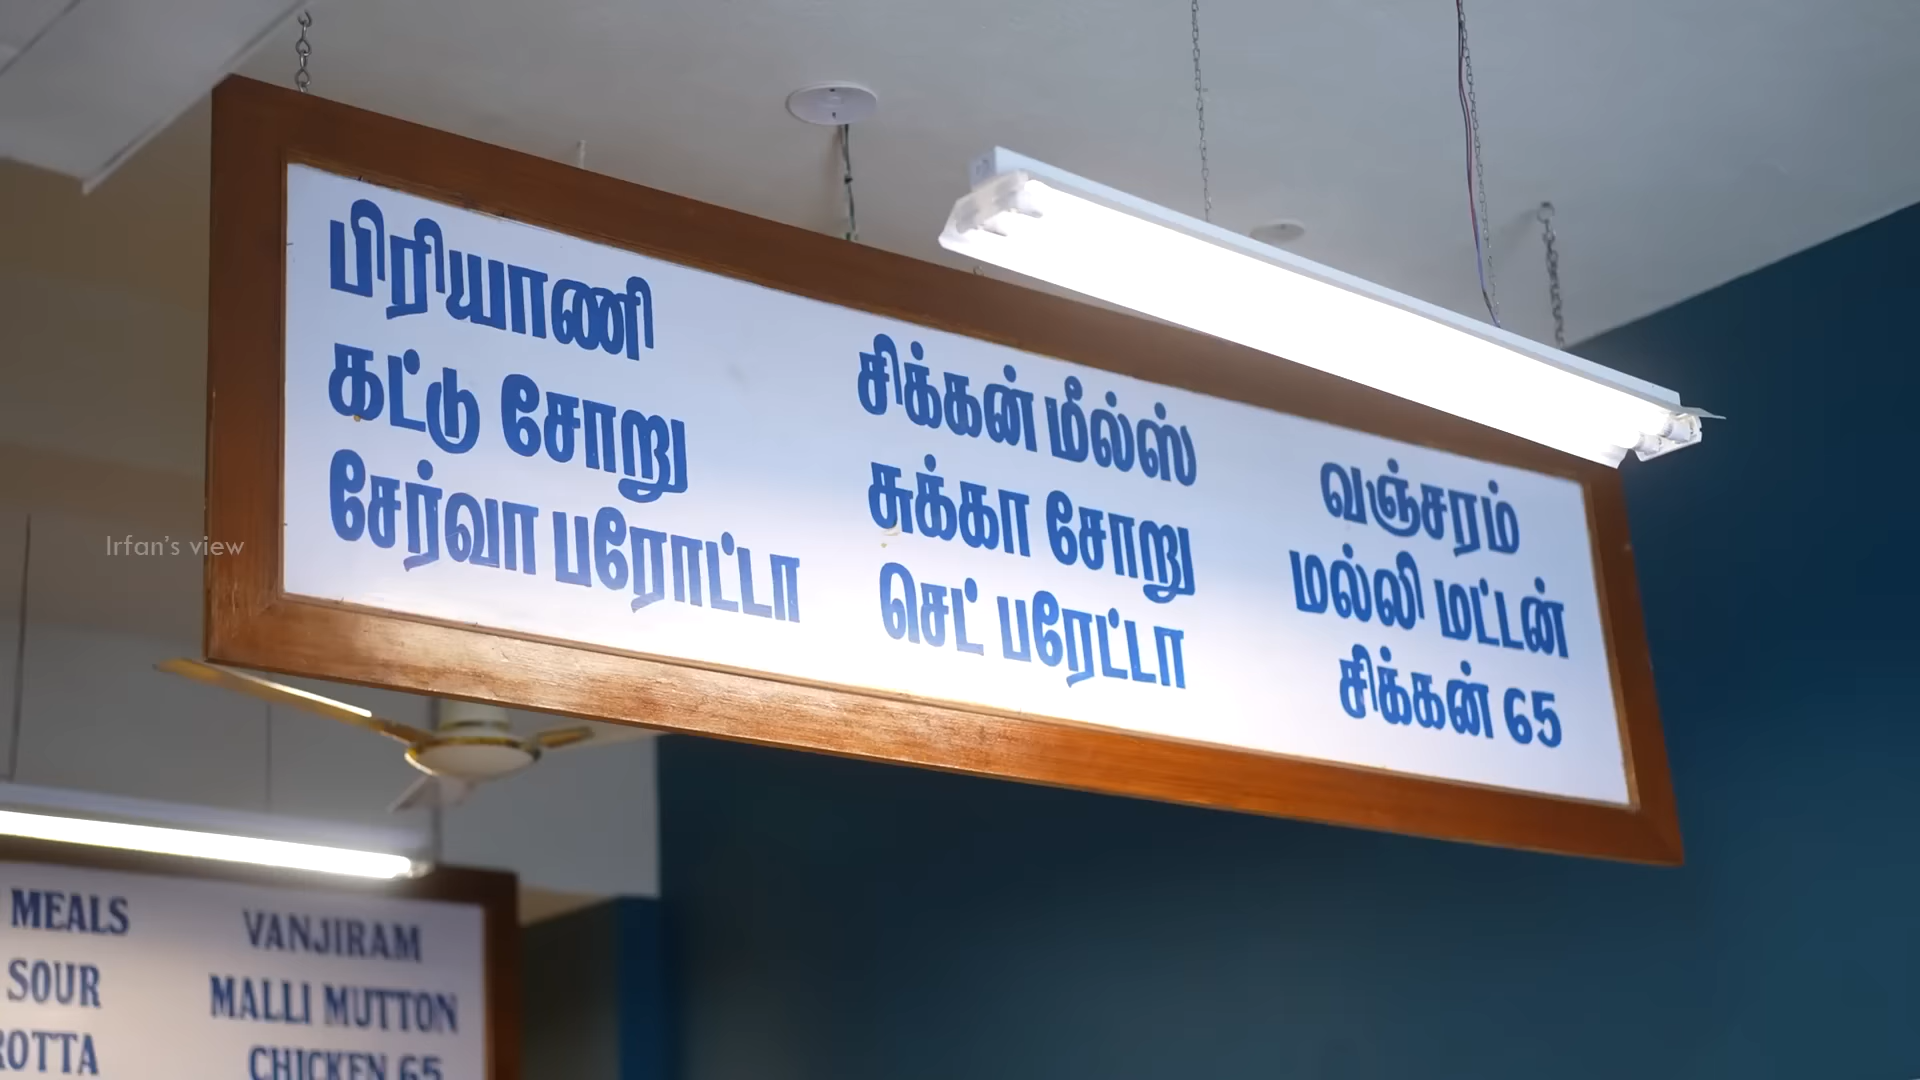 பிரியாணி
கட்டு சோறு
சேர்வா பரோட்டா
சிக்கன் மீல்ஸ்
சுக்கா சோறு
செட் பரேட்டா
வஞ்சரம்
மல்லி மட்டன்
சிக்கன் 65
Irfan's view
MEALS
SOUR
ROTTA
VANJIRAM
MALLI MUTTON
CHICKEN 65